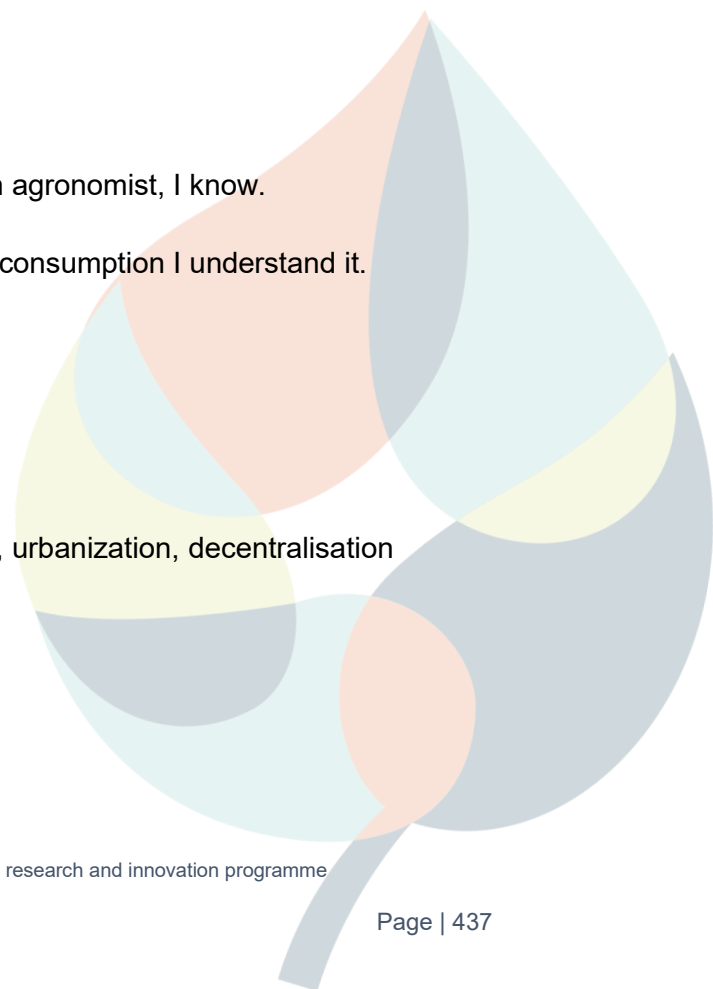 agronomist, I know.
consumption I understand it.
, urbanization, decentralisation
research and innovation programme
Page | 437